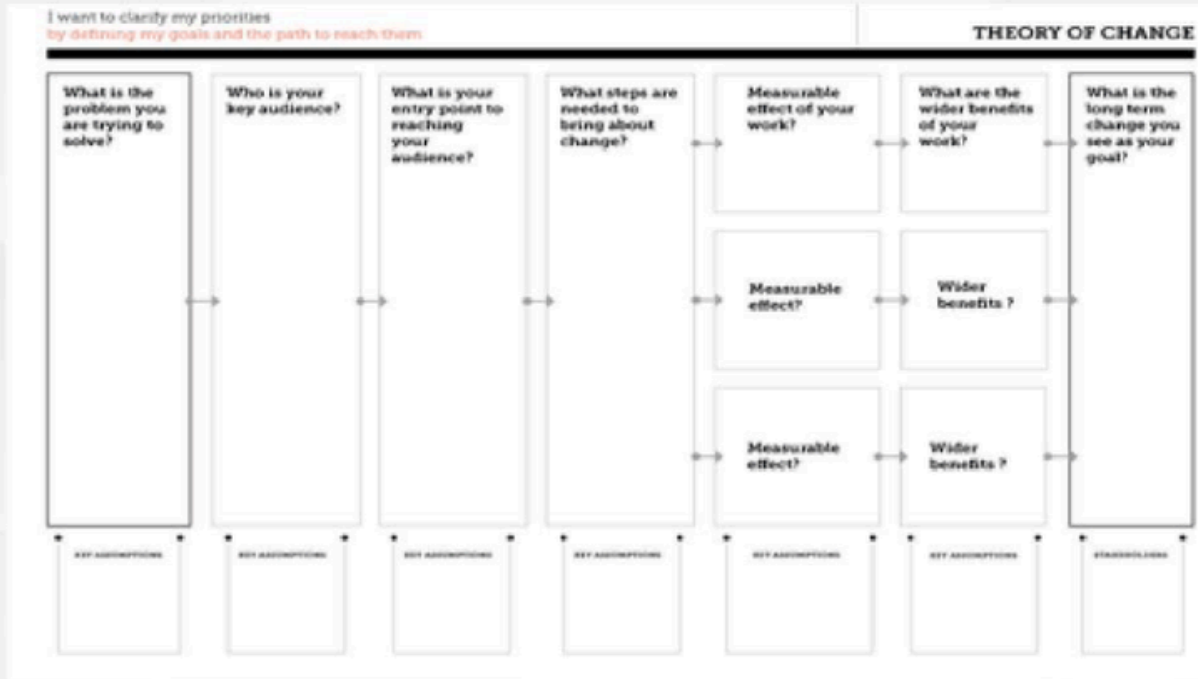 I want to clarify my priorities
by defining my goals and the path to reach them
THEORY OF CHANGE
What is the
problem you
are trying to
solve?
Who is your
key audience?
What is your
entry point to
reaching
your
audience?
What steps are
needed to
bring about
change?
Measurable
effect of your
work?
What are the
wider benefits
of your
work?
What is the
long term
change you
see as your
goal?
Measurable
effect?
Wider
benefits ?
Measurable
effect?
Wider
benefits ?
KEY ASSUMPTIONS
KEY ASSUMPTIONS
KEY ASSUMPTIONS
KEY ASSUMPTIONS
KEY ASSUMPTIONS
KEY ASSUMPTIONS
STAKEHOLDERS